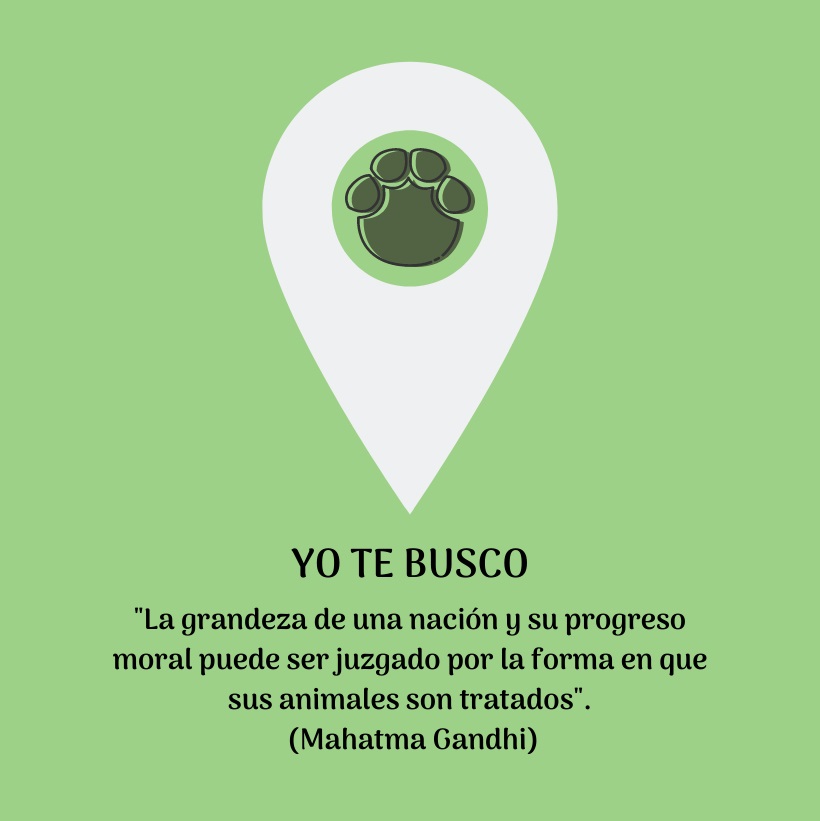 YO TE BUSCO
"La grandeza de una nación y su progreso
moral puede ser juzgado por la forma en que
sus animales son tratados".
(Mahatma Gandhi)